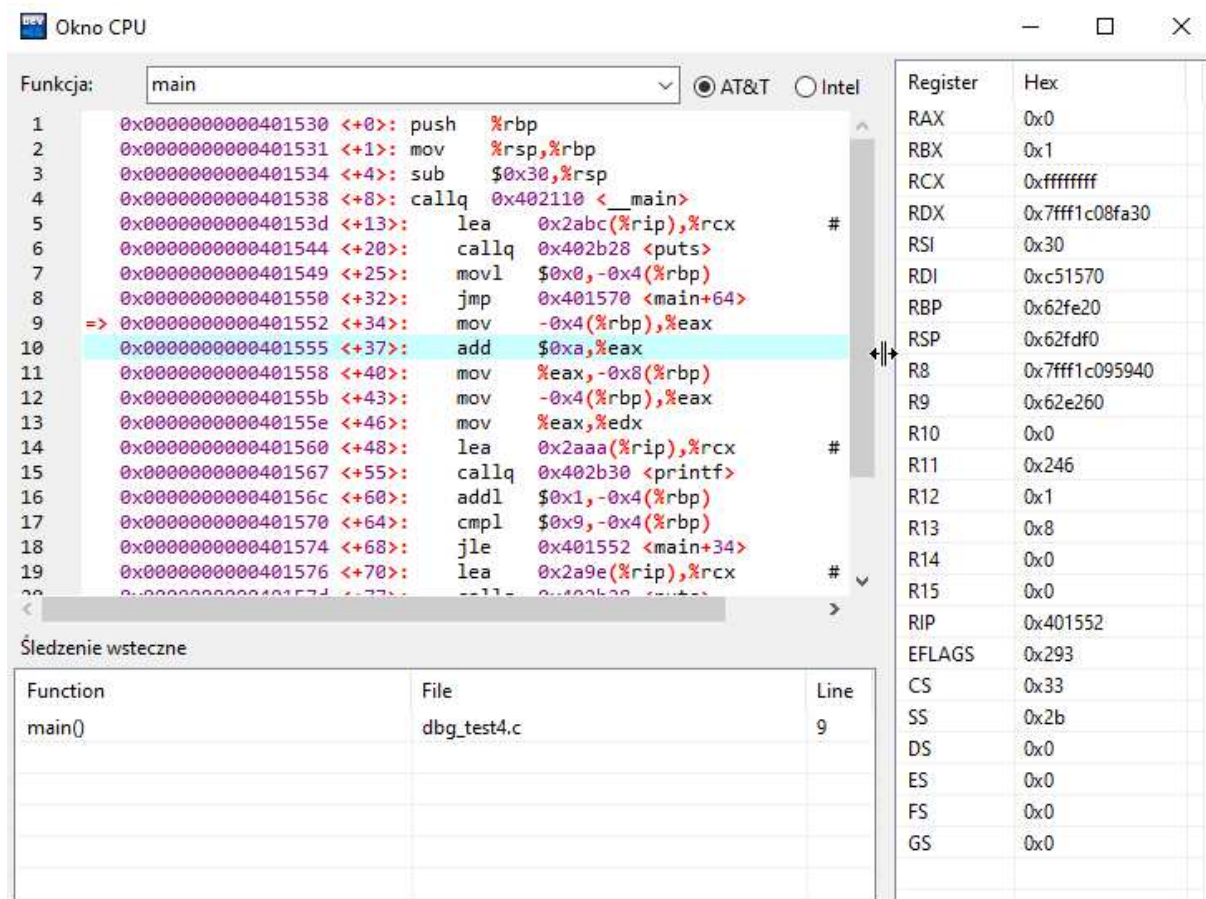 DEV
Okno CPU
Funkcja: main AT&T Intel
1 0x0000000000401530 <+0>: push %rbp
2 0x0000000000401531 <+1>: mov %rsp,%rbp
3 0x0000000000401534 <+4>: sub $0x30,%rsp
4 0x0000000000401538 <+8>: callq 0x402110 <__main>
5 0x000000000040153d <+13>: lea 0x2abc(%rip),%rcx #
6 0x0000000000401544 <+20>: callq 0x402b28 <puts>
7 0x0000000000401549 <+25>: movl $0x0,-0x4(%rbp)
8 0x0000000000401550 <+32>: jmp 0x401570 <main+64>
9 => 0x0000000000401552 <+34>: mov -0x4(%rbp),%eax
10 0x0000000000401555 <+37>: add $0xa,%eax
11 0x0000000000401558 <+40>: mov %eax,-0x8(%rbp)
12 0x000000000040155b <+43>: mov -0x4(%rbp),%eax
13 0x000000000040155e <+46>: mov %eax,%edx
14 0x0000000000401560 <+48>: lea 0x2aaa(%rip),%rcx #
15 0x0000000000401567 <+55>: callq 0x402b30 <printf>
16 0x000000000040156c <+60>: addl $0x1,-0x4(%rbp)
17 0x0000000000401570 <+64>: cmpl $0x9,-0x4(%rbp)
18 0x0000000000401574 <+68>: jle 0x401552 <main+34>
19 0x0000000000401576 <+70>: lea 0x2a9e(%rip),%rcx #
Śledzenie wsteczne
Function File Line
main() dbg_test4.c 9
Register Hex
RAX 0x0
RBX 0x1
RCX 0xffffffff
RDX 0x7fff1c08fa30
RSI 0x30
RDI 0xc51570
RBP 0x62fe20
RSP 0x62fdf0
R8 0x7fff1c095940
R9 0x62e260
R10 0x0
R11 0x246
R12 0x1
R13 0x8
R14 0x0
R15 0x0
RIP 0x401552
EFLAGS 0x293
CS 0x33
SS 0x2b
DS 0x0
ES 0x0
FS 0x0
GS 0x0